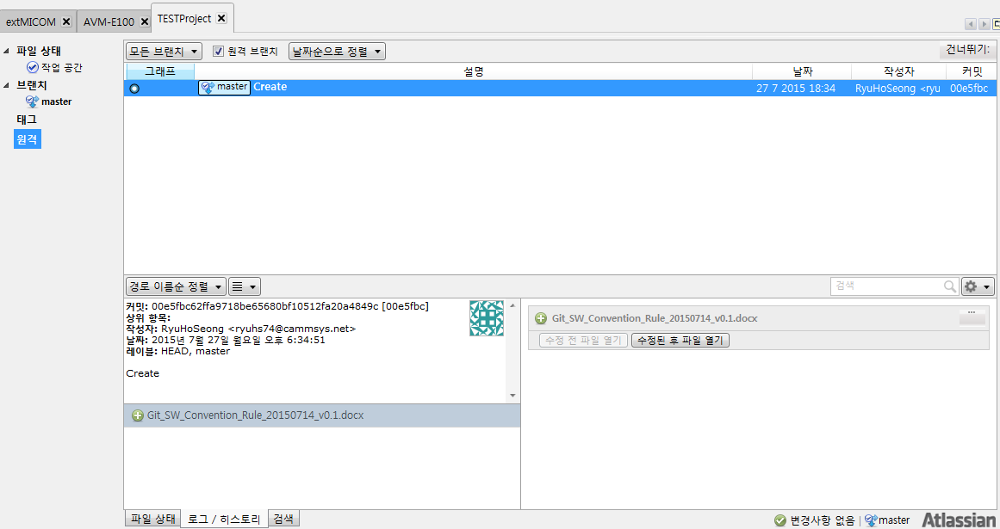 extMICOM
AVM-E100
TESTProject
파일 상태
작업 공간
브랜치
master
태그
원격
모든 브랜치
원격 브랜치
날짜순으로 정렬
건너뛰기:
그래프 설명 날짜 작성자 커밋
master Create 27 7 2015 18:34 RyuHoSeong <ryu 00e5fbc
경로 이름순 정렬
검색
커밋: 00e5fbc62ffa9718be65680bf10512fa20a4849c [00e5fbc]
상위 항목:
작성자: RyuHoSeong <ryuhs74@cammsys.net>
날짜: 2015년 7월 27일 월요일 오후 6:34:51
레이블: HEAD, master
Create
Git_SW_Convention_Rule_20150714_v0.1.docx
Git_SW_Convention_Rule_20150714_v0.1.docx
수정 전 파일 열기
수정된 후 파일 열기
파일 상태
로그 / 히스토리
검색
변경사항 없음
master
Atlassian